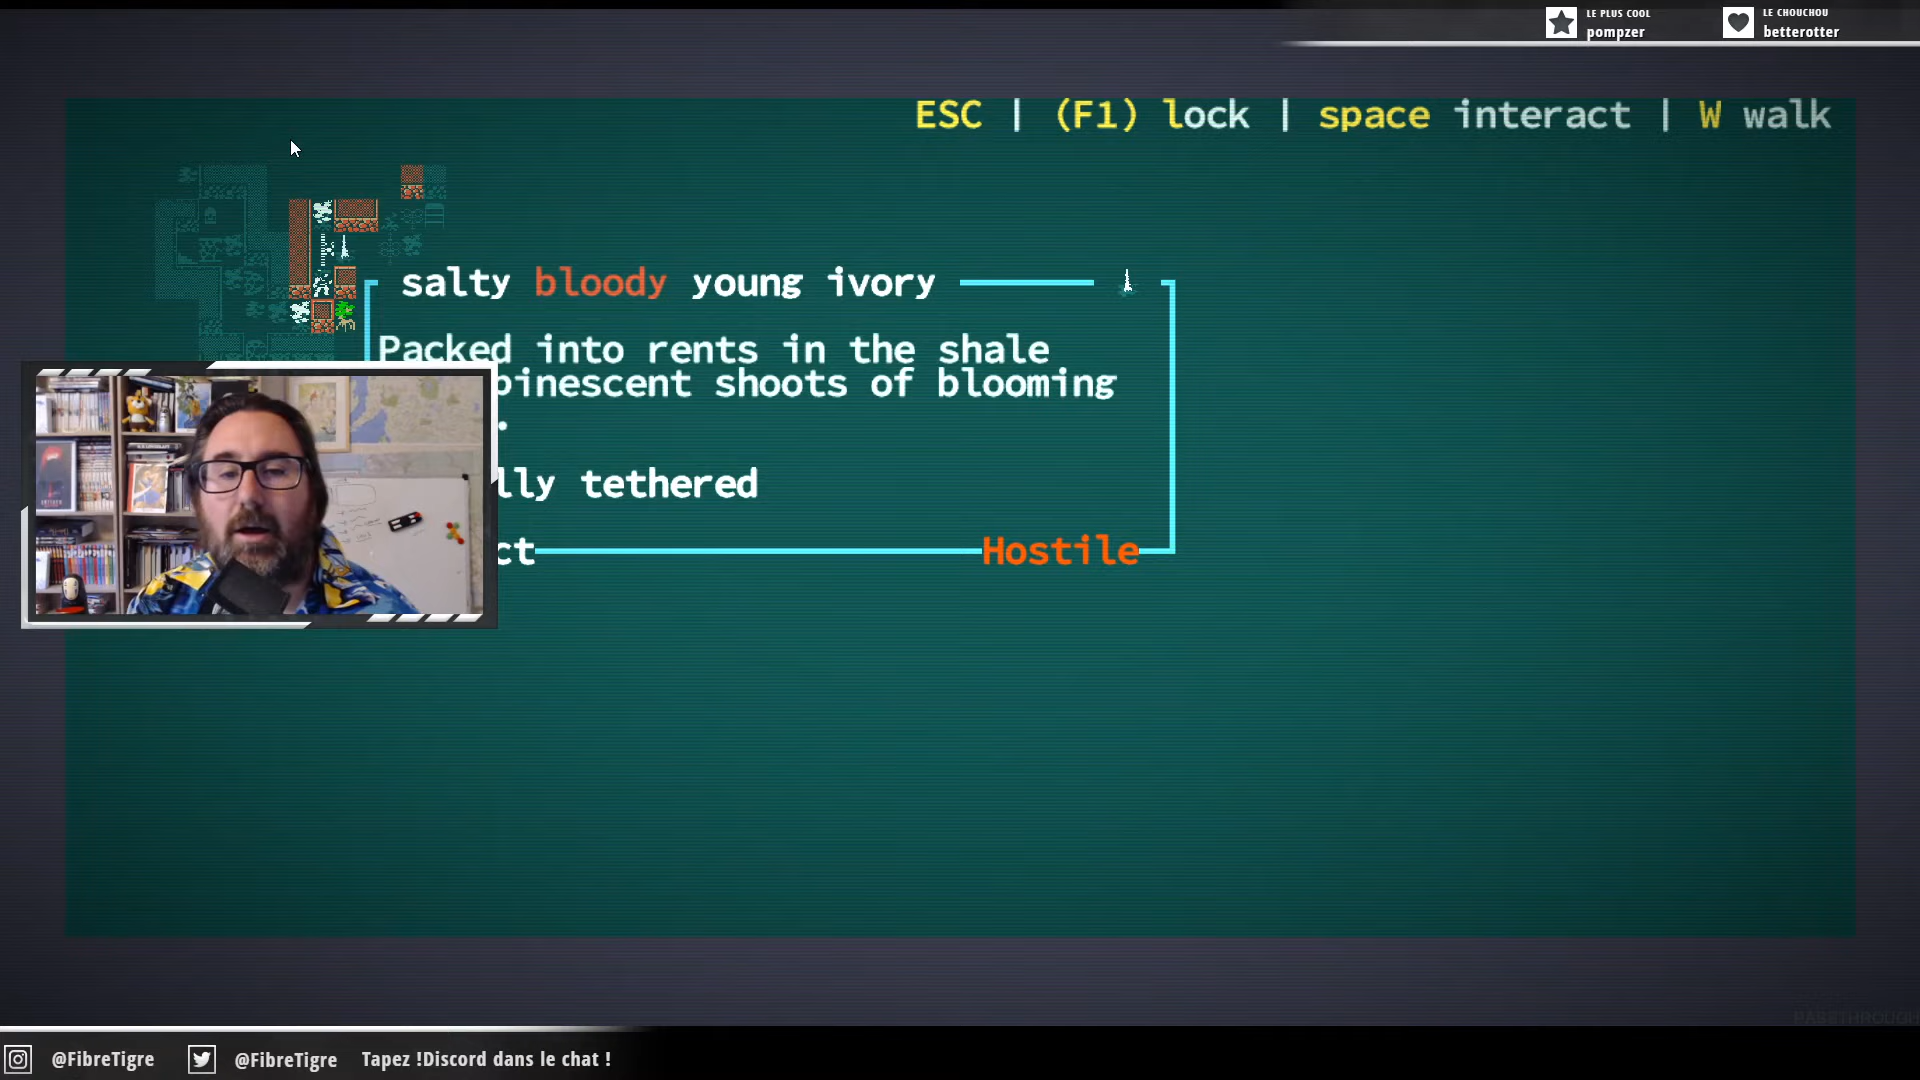 LE PLUS COOL
pompzer
LE CHOUCHOU
betterotter
ESC | (F1) lock | space interact | W walk
salty bloody young ivory
Packed into rents in the shale
pinescent shoots of blooming
.
lly tethered
ct Hostile
PASSTHROUGH
@FibreTigre @FibreTigre Tapez !Discord dans le chat !